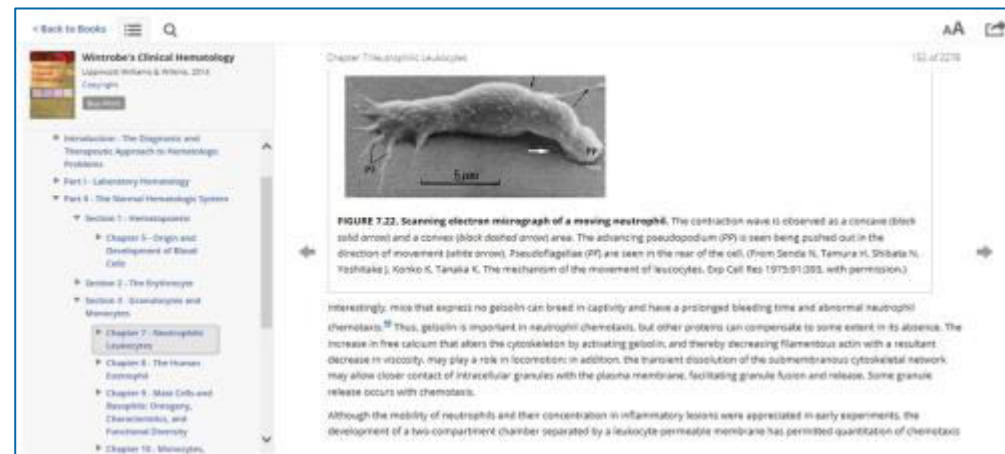 < Back to Books
AA
Wintrobe's Clinical Hematology
Lippincott Williams & Wilkins, 2014
Copyright
Buy Print
Introduction - The Diagnostic and
Therapeutic Approach to Hematologic
Problems
Part I - Laboratory Hematology
Part II - The Normal Hematologic System
Section 1 - Hematopoiesis
Chapter 5 - Origin and
Development of Blood
Cells
Section 2 - The Erythrocyte
Section 3 - Granulocytes and
Monocytes
Chapter 7 - Neutrophilic
Leukocytes
Chapter 8 - The Human
Eosinophil
Chapter 9 - Mast Cells and
Basophils: Ontogeny,
Characteristics, and
Functional Diversity
Chapter 10 - Monocytes,
Chapter 7 Neutrophilic Leukocytes
152 of 2278
PF
5 µm
PP
FIGURE 7.22. Scanning electron micrograph of a moving neutrophil. The contraction wave is observed as a concave (black
solid arrow) and a convex (black dashed arrow) area. The advancing pseudopodium (PP) is seen being pushed out in the
direction of movement (white arrow). Pseudoflagellae (PF) are seen in the rear of the cell. (From Senda N, Tamura H, Shibata N,
Yoshitake J, Konko K, Tanaka K. The mechanism of the movement of leucocytes. Exp Cell Res 1975;91:393, with permission.)
Interestingly, mice that express no gelsolin can breed in captivity and have a prolonged bleeding time and abnormal neutrophil
chemotaxis. Thus, gelsolin is important in neutrophil chemotaxis, but other proteins can compensate to some extent in its absence. The
increase in free calcium that alters the cytoskeleton by activating gelsolin, and thereby decreasing filamentous actin with a resultant
decrease in viscosity, may play a role in locomotion; in addition, the transient dissolution of the submembranous cytoskeletal network
may allow closer contact of intracellular granules with the plasma membrane, facilitating granule fusion and release. Some granule
release occurs with chemotaxis.
Although the mobility of neutrophils and their concentration in inflammatory lesions were appreciated in early experiments, the
development of a two-compartment chamber separated by a leukocyte-permeable membrane has permitted quantitation of chemotaxis